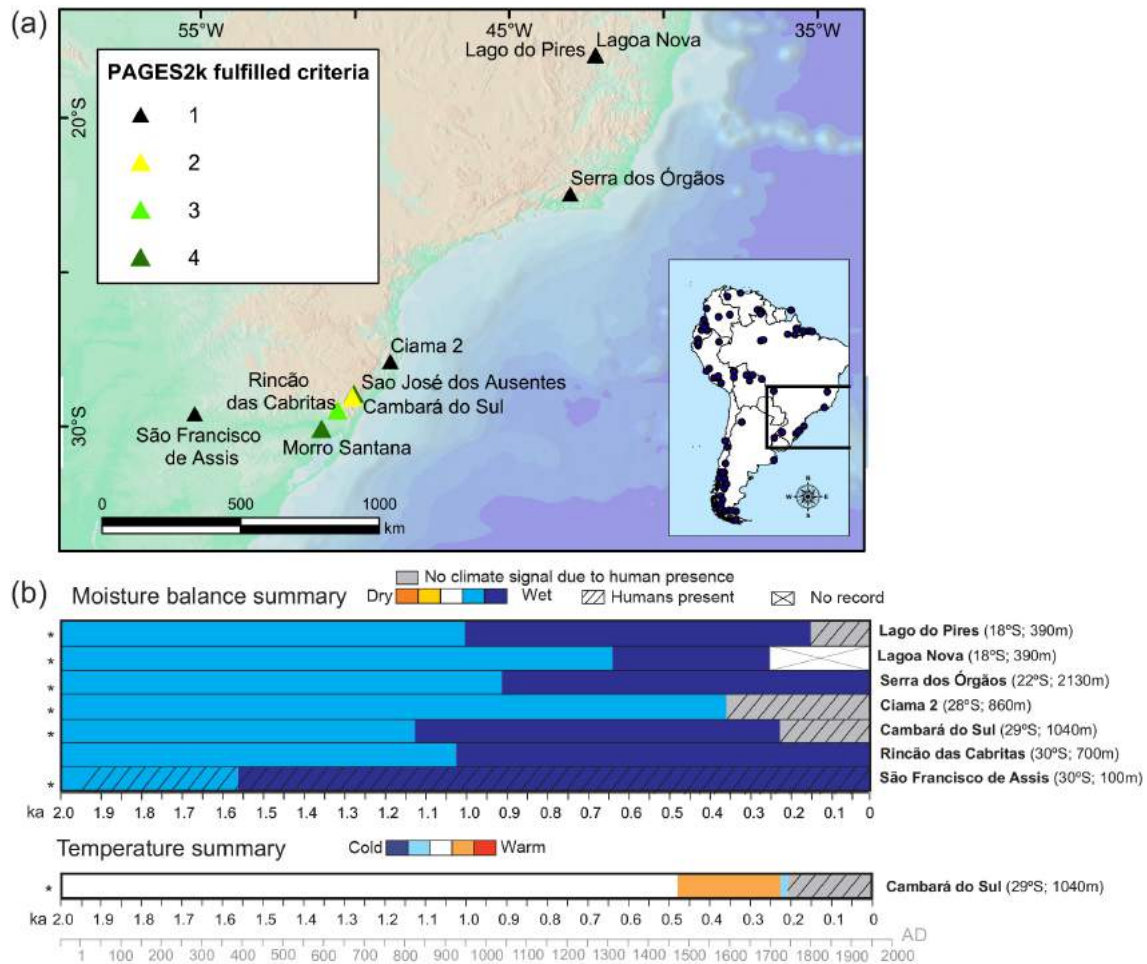 (a)
55°W
45°W
35°W
Lagoa Nova
Lago do Pires
PAGES2k fulfilled criteria
1
2
3
4
20°S
Serra dos Órgãos
Ciama 2
Rincão
das Cabritas
Sao José dos Ausentes
Cambará do Sul
30°S
São Francisco
de Assis
Morro Santana
0 500 1000
km
N
W E
S
(b)
No climate signal due to human presence
Moisture balance summary Dry Wet Humans present No record
* Lago do Pires (18ºS; 390m)
* Lagoa Nova (18ºS; 390m)
* Serra dos Órgãos (22ºS; 2130m)
* Ciama 2 (28ºS; 860m)
* Cambará do Sul (29ºS; 1040m)
Rincão das Cabritas (30ºS; 700m)
* São Francisco de Assis (30ºS; 100m)
ka 2.0 1.9 1.8 1.7 1.6 1.5 1.4 1.3 1.2 1.1 1.0 0.9 0.8 0.7 0.6 0.5 0.4 0.3 0.2 0.1 0
Temperature summary Cold Warm
* Cambará do Sul (29ºS; 1040m)
ka 2.0 1.9 1.8 1.7 1.6 1.5 1.4 1.3 1.2 1.1 1.0 0.9 0.8 0.7 0.6 0.5 0.4 0.3 0.2 0.1 0
AD
1 100 200 300 400 500 600 700 800 900 1000 1100 1200 1300 1400 1500 1600 1700 1800 1900 2000